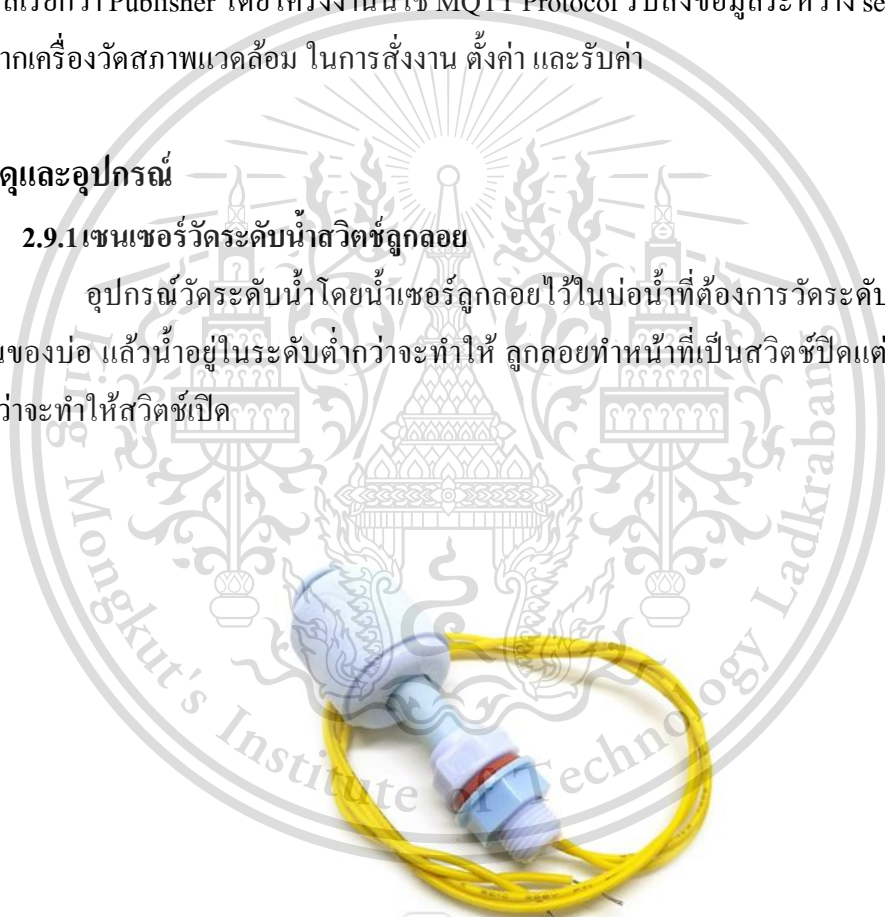 ลเรียกว่า Publisher โดยโครงงานนี้ใช้ MQTT Protocol รับส่งข้อมูลระหว่าง se
ากเครื่องวัดสภาพแวดล้อม ในการสั่งงาน ตั้งค่า และรับค่า
ดุและอุปกรณ์
2.9.1เซนเซอร์วัดระดับน้ำสวิตช์ลูกลอย
อุปกรณ์วัดระดับน้ำโดยน้ำเซอร์ลูกลอยไว้ในบ่อน้ำที่ต้องการวัดระดับ
นของบ่อ แล้วน้ำอยู่ในระดับต่ำกว่าจะทำให้ ลูกลอยทำหน้าที่เป็นสวิตช์ปิดแต่
ว่าจะทำให้สวิตช์เปิด
King Mongkut's Institute of Technology Ladkrabang